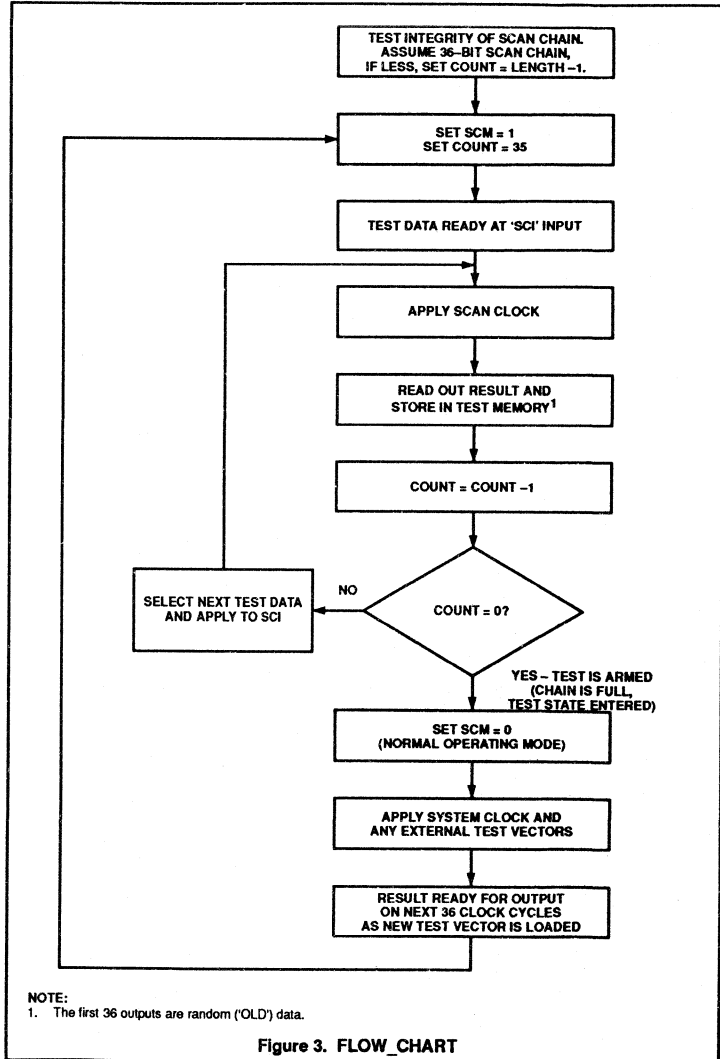 TEST INTEGRITY OF SCAN CHAIN.
ASSUME 36–BIT SCAN CHAIN,
IF LESS, SET COUNT = LENGTH –1.
SET SCM = 1
SET COUNT = 35
TEST DATA READY AT ‘SCI’ INPUT
APPLY SCAN CLOCK
READ OUT RESULT AND
STORE IN TEST MEMORY1
COUNT = COUNT –1
COUNT = 0?
NO
SELECT NEXT TEST DATA
AND APPLY TO SCI
YES – TEST IS ARMED
(CHAIN IS FULL,
TEST STATE ENTERED)
SET SCM = 0
(NORMAL OPERATING MODE)
APPLY SYSTEM CLOCK AND
ANY EXTERNAL TEST VECTORS
RESULT READY FOR OUTPUT
ON NEXT 36 CLOCK CYCLES
AS NEW TEST VECTOR IS LOADED
NOTE:
1. The first 36 outputs are random (‘OLD’) data.
Figure 3. FLOW_CHART